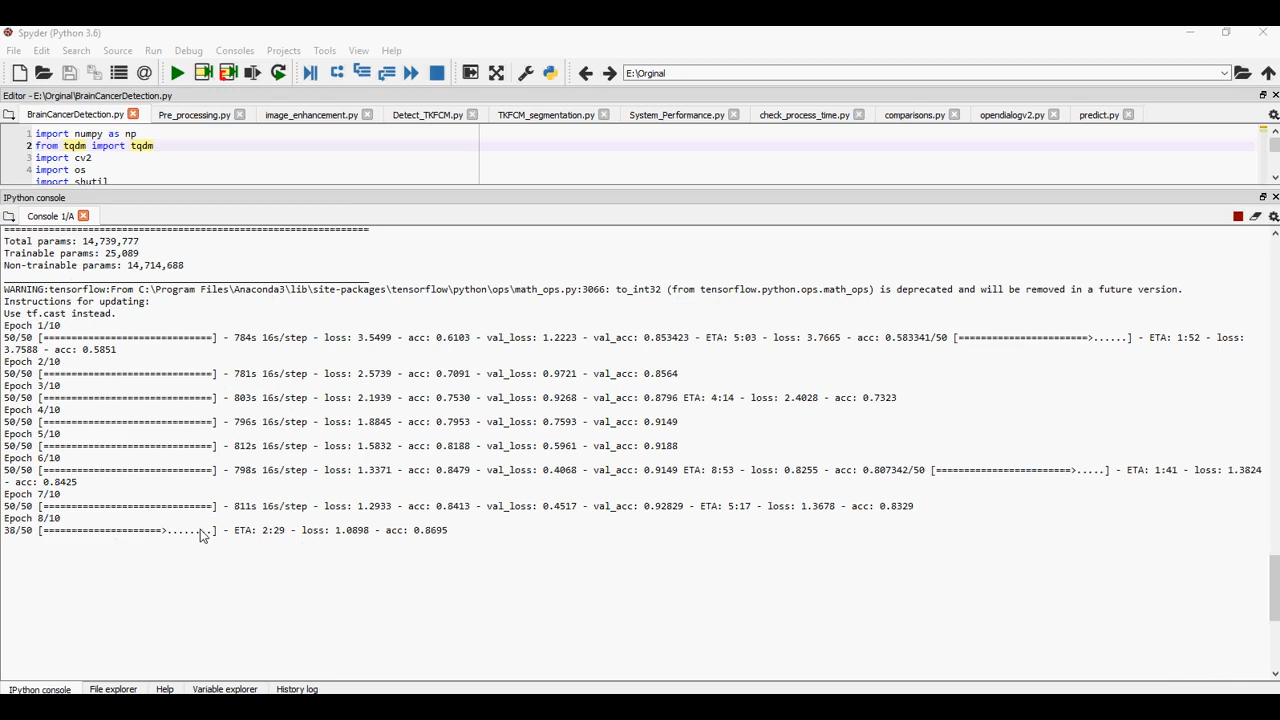 Spyder (Python 3.6)
File Edit Search Source Run Debug Consoles Projects Tools View Help
E:\Orginal
Editor - E:\Orginal\BrainCancerDetection.py
BrainCancerDetection.py Pre_processing.py image_enhancement.py Detect_TKFCM.py TKFCM_segmentation.py System_Performance.py check_process_time.py comparisons.py opendialogv2.py predict.py
1 import numpy as np
2 from tqdm import tqdm
3 import cv2
4 import os
import shutil
IPython console
Console 1/A
=================================================================
Total params: 14,739,777
Trainable params: 25,089
Non-trainable params: 14,714,688
_________________________________________________________________
WARNING:tensorflow:From C:\Program Files\Anaconda3\lib\site-packages\tensorflow\python\ops\math_ops.py:3066: to_int32 (from tensorflow.python.ops.math_ops) is deprecated and will be removed in a future version.
Instructions for updating:
Use tf.cast instead.
Epoch 1/10
50/50 [==============================] - 784s 16s/step - loss: 3.5499 - acc: 0.6103 - val_loss: 1.2223 - val_acc: 0.853423 - ETA: 5:03 - loss: 3.7665 - acc: 0.583341/50 [=======================>......] - ETA: 1:52 - loss:
3.7588 - acc: 0.5851
Epoch 2/10
50/50 [==============================] - 781s 16s/step - loss: 2.5739 - acc: 0.7091 - val_loss: 0.9721 - val_acc: 0.8564
Epoch 3/10
50/50 [==============================] - 803s 16s/step - loss: 2.1939 - acc: 0.7530 - val_loss: 0.9268 - val_acc: 0.8796 ETA: 4:14 - loss: 2.4028 - acc: 0.7323
Epoch 4/10
50/50 [==============================] - 796s 16s/step - loss: 1.8845 - acc: 0.7953 - val_loss: 0.7593 - val_acc: 0.9149
Epoch 5/10
50/50 [==============================] - 812s 16s/step - loss: 1.5832 - acc: 0.8188 - val_loss: 0.5961 - val_acc: 0.9188
Epoch 6/10
50/50 [==============================] - 798s 16s/step - loss: 1.3371 - acc: 0.8479 - val_loss: 0.4068 - val_acc: 0.9149 ETA: 8:53 - loss: 0.8255 - acc: 0.807342/50 [========================>.....] - ETA: 1:41 - loss: 1.3824
- acc: 0.8425
Epoch 7/10
50/50 [==============================] - 811s 16s/step - loss: 1.2933 - acc: 0.8413 - val_loss: 0.4517 - val_acc: 0.92829 - ETA: 5:17 - loss: 1.3678 - acc: 0.8329
Epoch 8/10
38/50 [=====================>........] - ETA: 2:29 - loss: 1.0898 - acc: 0.8695
IPython console File explorer Help Variable explorer History log